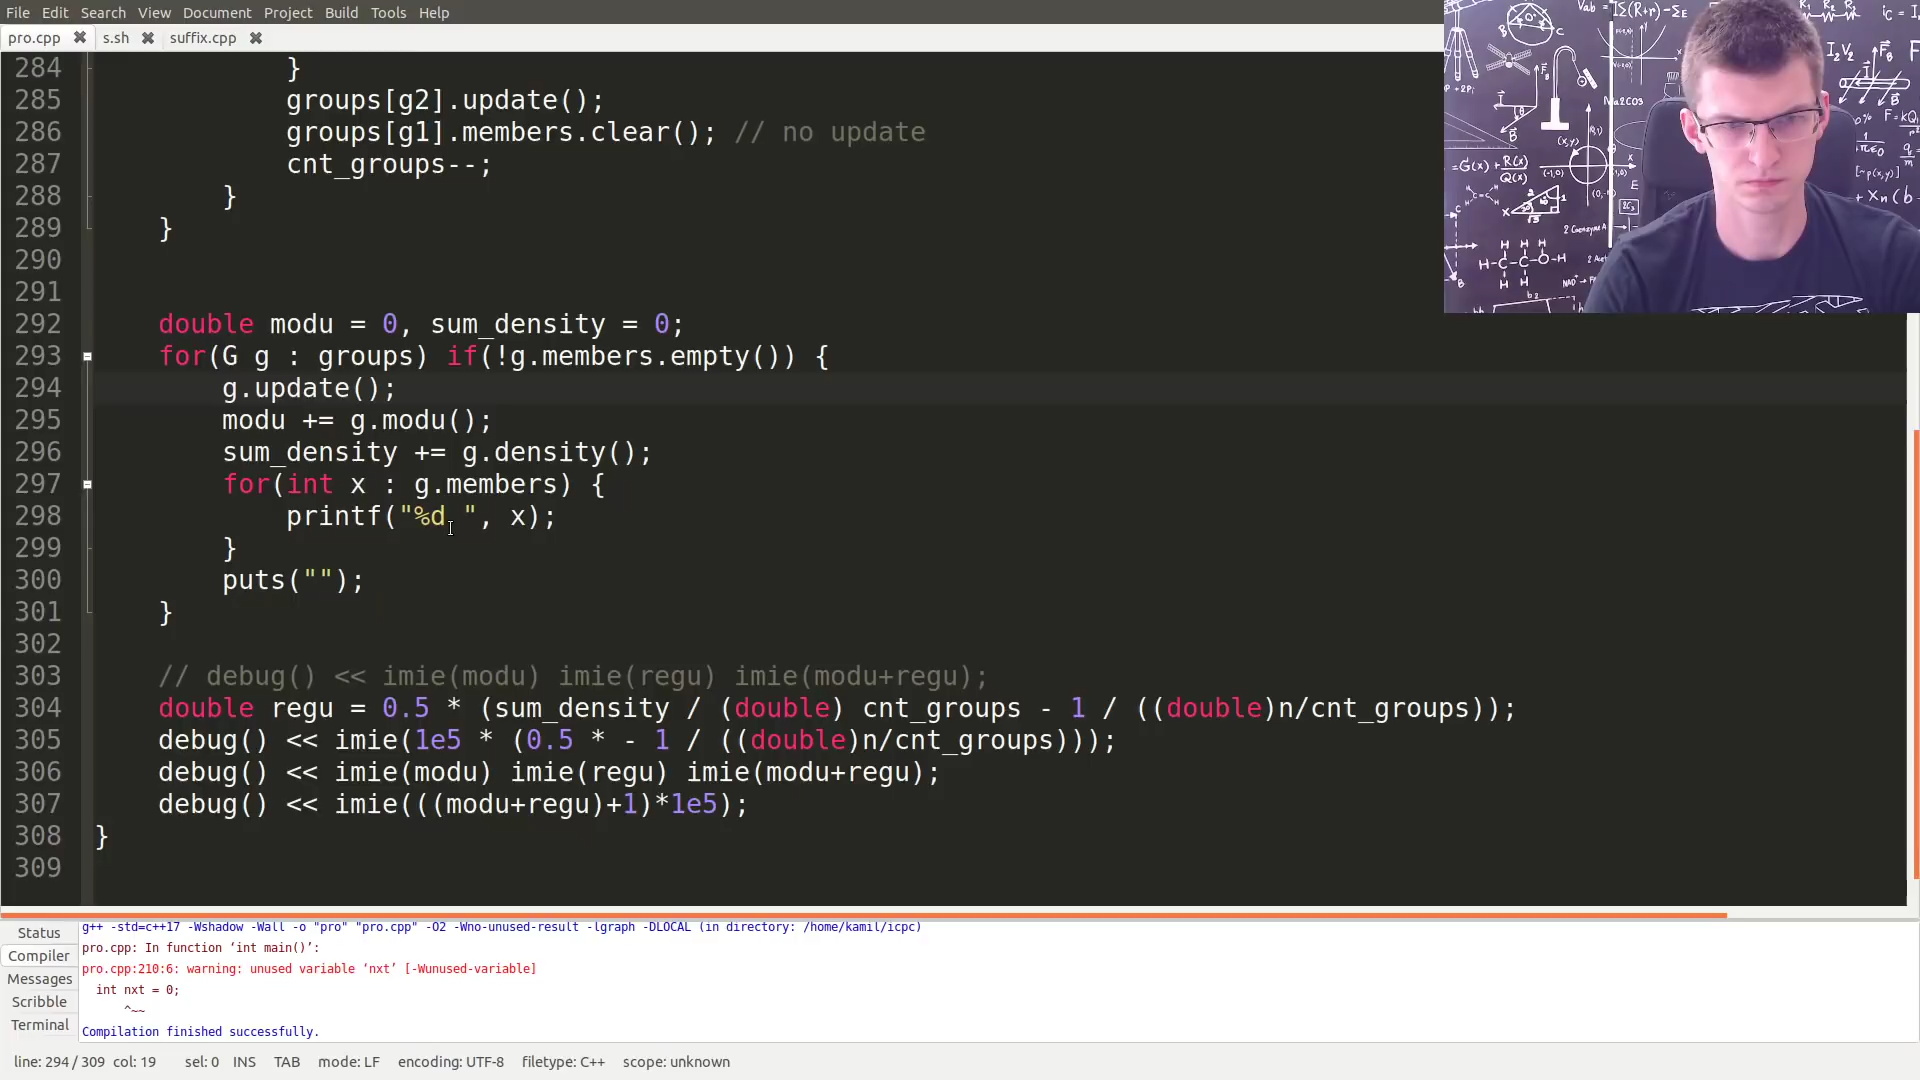 File Edit Search View Document Project Build Tools Help
pro.cpp s.sh suffix.cpp
284 }
285 groups[g2].update();
286 groups[g1].members.clear(); // no update
287 cnt_groups--;
288 }
289 }
290
291
292 double modu = 0, sum_density = 0;
293 for(G g : groups) if(!g.members.empty()) {
294 g.update();
295 modu += g.modu();
296 sum_density += g.density();
297 for(int x : g.members) {
298 printf("%d ", x);
299 }
300 puts("");
301 }
302
303 // debug() << imie(modu) imie(regu) imie(modu+regu);
304 double regu = 0.5 * (sum_density / (double) cnt_groups - 1 / ((double)n/cnt_groups));
305 debug() << imie(1e5 * (0.5 * - 1 / ((double)n/cnt_groups)));
306 debug() << imie(modu) imie(regu) imie(modu+regu);
307 debug() << imie(((modu+regu)+1)*1e5);
308 }
309
Status
Compiler
Messages
Scribble
Terminal
g++ -std=c++17 -Wshadow -Wall -o "pro" "pro.cpp" -O2 -Wno-unused-result -lgraph -DLOCAL (in directory: /home/kamil/icpc)
pro.cpp: In function ‘int main()’:
pro.cpp:210:6: warning: unused variable ‘nxt’ [-Wunused-variable]
int nxt = 0;
^~~
Compilation finished successfully.
line: 294 / 309 col: 19 sel: 0 INS TAB mode: LF encoding: UTF-8 filetype: C++ scope: unknown